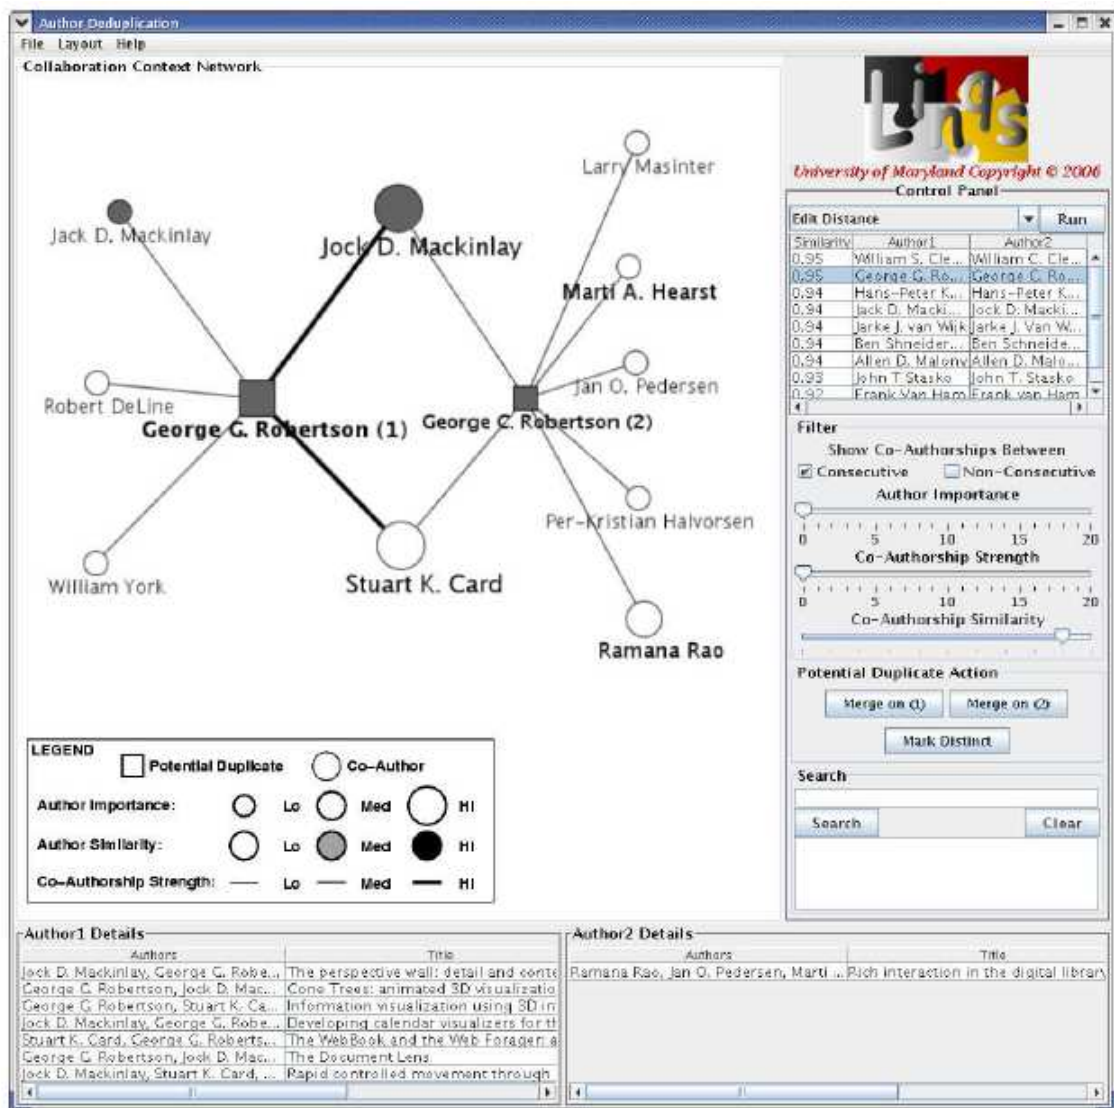 Author Deduplication
File Layout Help
Collaboration Context Network
Larry Masinter
Jack D. Mackinlay
Jock D. Mackinlay
Marti A. Hearst
Jan O. Pedersen
Robert DeLine
George G. Robertson (1)
George C. Robertson (2)
Per-Kristian Halvorsen
William York
Stuart K. Card
Ramana Rao
LEGEND
Potential Duplicate Co-Author
Author Importance: Lo Med HI
Author Similarity: Lo Med HI
Co-Authorship Strength: Lo Med HI
Linqs
University of Maryland Copyright © 2006
Control Panel
Edit Distance Run
Similarity Author1 Author2
0.95 William S. Cle... William C. Cle...
0.95 George G. Ro... George C. Ro...
0.94 Hans-Peter K... Hans-Peter K...
0.94 Jack D. Macki... Jock D. Macki...
0.94 Jarke J. van Wijk Jarke J. Van W...
0.94 Ben Shneider... Ben Schneide...
0.94 Allen D. Malony Allen D. Malo...
0.93 John T Stasko John T. Stasko
0.92 Frank Van Ham Frank van Ham
Filter
Show Co-Authorships Between
Consecutive Non-Consecutive
Author Importance
0 5 10 15 20
Co-Authorship Strength
0 5 10 15 20
Co-Authorship Similarity
Potential Duplicate Action
Merge on (1) Merge on (2)
Mark Distinct
Search
Search Clear
Author1 Details
Authors Title
Jock D. Mackinlay, George G. Robe... The perspective wall: detail and conte
George G. Robertson, Jock D. Mac... Cone Trees: animated 3D visualizatio
George G. Robertson, Stuart K. Ca... Information visualization using 3D in
Jock D. Mackinlay, George G. Robe... Developing calendar visualizers for th
Stuart K. Card, George G. Roberts... The WebBook and the Web Forager: a
George G. Robertson, Jock D. Mac... The Document Lens
Jock D. Mackinlay, Stuart K. Card, ... Rapid controlled movement through
Author2 Details
Authors Title
Ramana Rao, Jan O. Pedersen, Marti ... Rich interaction in the digital library